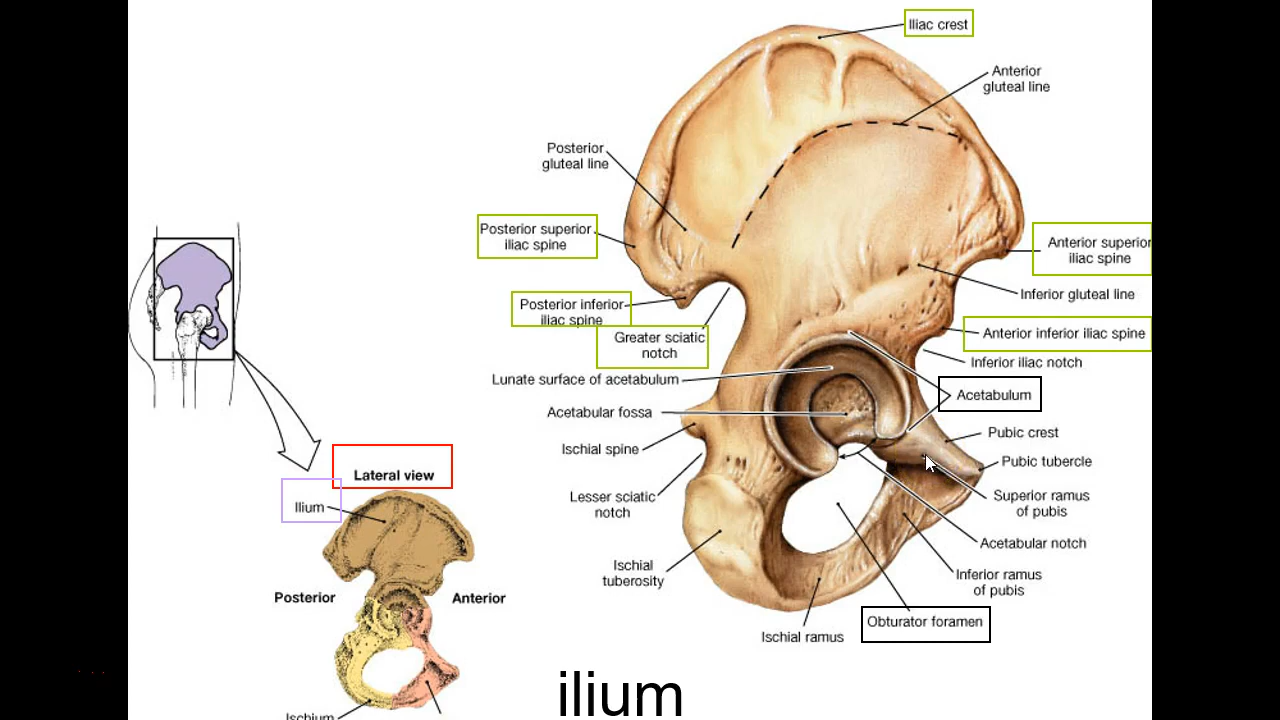 Iliac crest
Anterior
gluteal line
Posterior
gluteal line
Posterior superior
iliac spine
Anterior superior
iliac spine
Inferior gluteal line
Posterior inferior
iliac spine
Greater sciatic
notch
Anterior inferior iliac spine
Inferior iliac notch
Lunate surface of acetabulum
Acetabulum
Acetabular fossa
Pubic crest
Ischial spine
Pubic tubercle
Lesser sciatic
notch
Superior ramus
of pubis
Acetabular notch
Ischial
tuberosity
Inferior ramus
of pubis
Obturator foramen
Ischial ramus
Lateral view
Ilium
Posterior
Anterior
Ischium
ilium